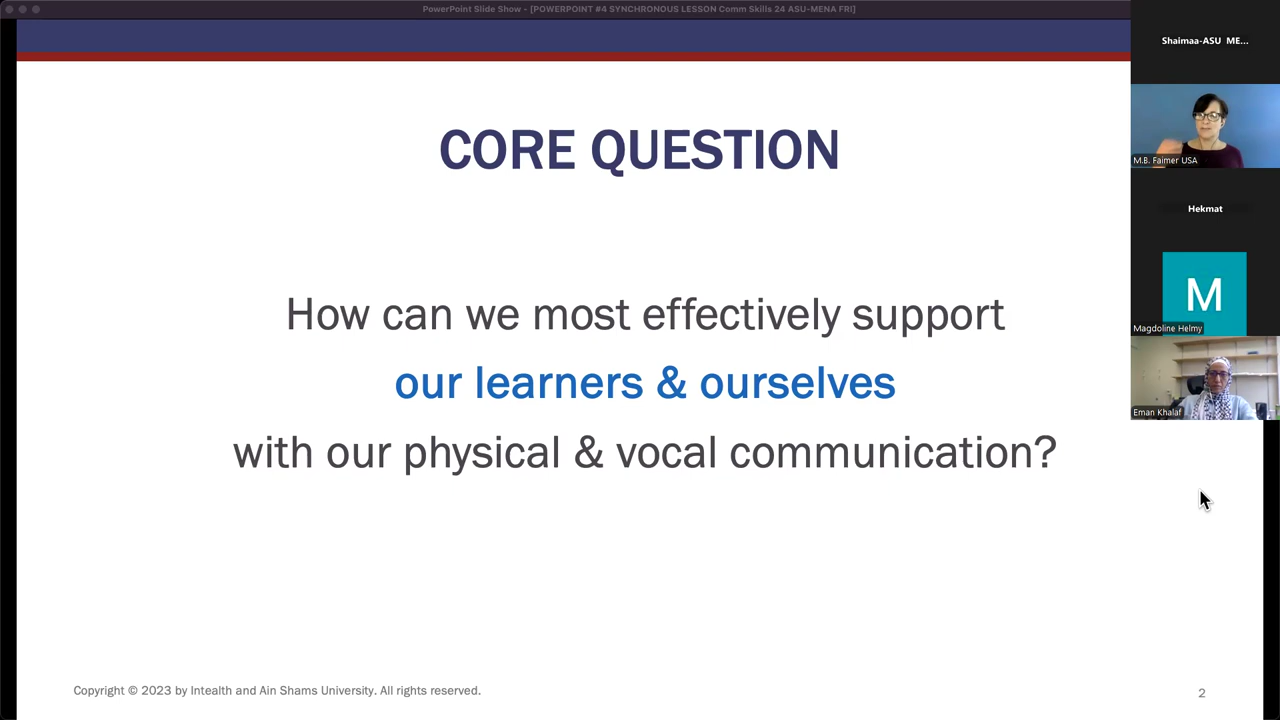 PowerPoint Slide Show - [POWERPOINT #4 SYNCHRONOUS LESSON Comm Skills 24 ASU-MENA FRI]
CORE QUESTION
How can we most effectively support
our learners & ourselves
with our physical & vocal communication?
Copyright © 2023 by Intealth and Ain Shams University. All rights reserved.
2
Shaimaa-ASU ME...
M.B. Faimer USA
Hekmat
M
Magdoline Helmy
Eman Khalaf